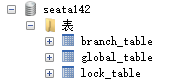 seata142
表
branch_table
global_table
lock_table